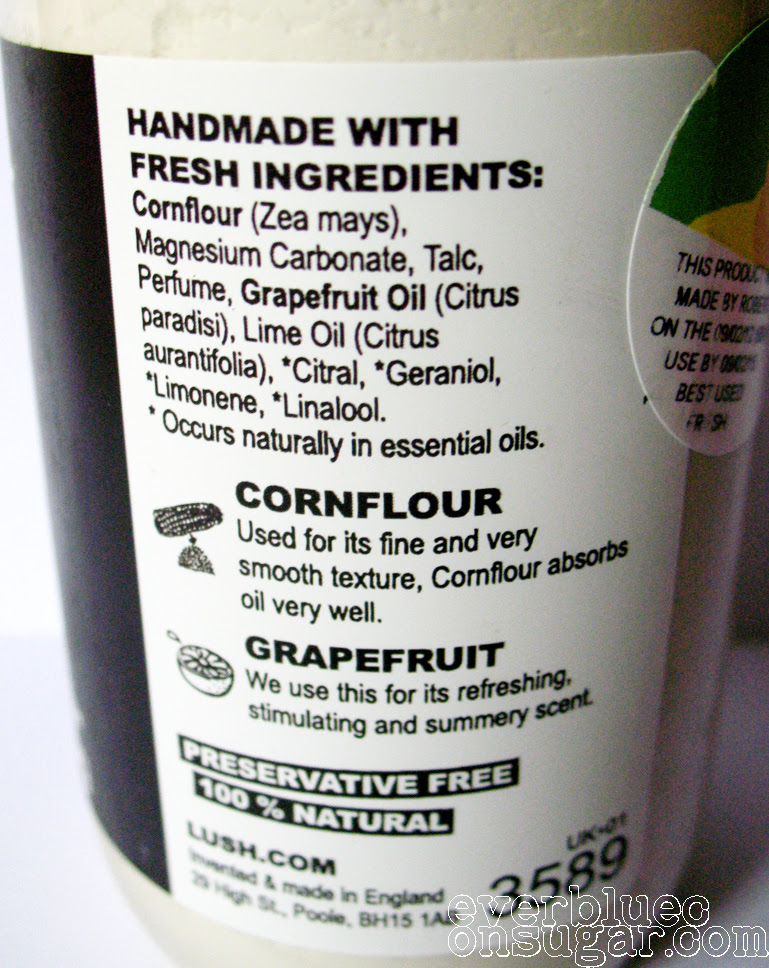 HANDMADE WITH
FRESH INGREDIENTS:
Cornflour (Zea mays),
Magnesium Carbonate, Talc,
Perfume, Grapefruit Oil (Citrus
paradisi), Lime Oil (Citrus
aurantifolia), *Citral, *Geraniol,
*Limonene, *Linalool.
* Occurs naturally in essential oils.
CORNFLOUR
Used for its fine and very
smooth texture, Cornflour absorbs
oil very well.
GRAPEFRUIT
We use this for its refreshing,
stimulating and summery scent.
PRESERVATIVE FREE
100 % NATURAL
LUSH.COM
Invented & made in England
29 High St., Poole, BH15 1A
UK-01
3589
THIS PRODUCT
MADE BY
ON THE
USE BY
BEST USED
FRESH
everbluec
onsugar.com